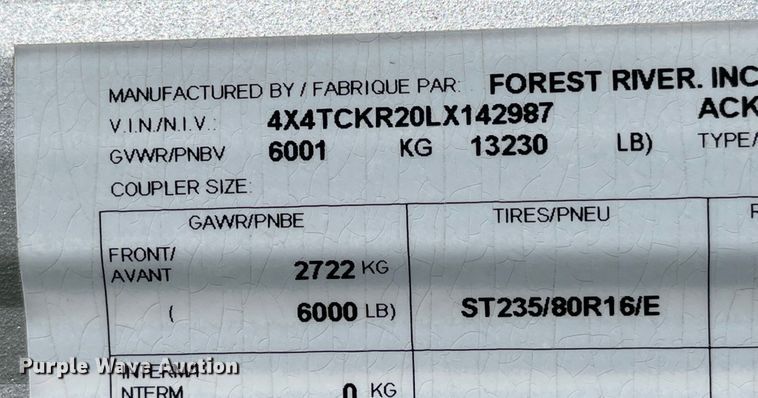 MANUFACTURED BY / FABRIQUE PAR: FOREST RIVER. INC
V.I.N./N.I.V.: 4X4TCKR20LX142987 ACK
GVWR/PNBV 6001 KG 13230 LB) TYPE/
COUPLER SIZE:
GAWR/PNBE TIRES/PNEU
FRONT/
AVANT 2722 KG
( 6000 LB) ST235/80R16/E
Purple Wave Auction
INTERMA
NTERM 0 KG